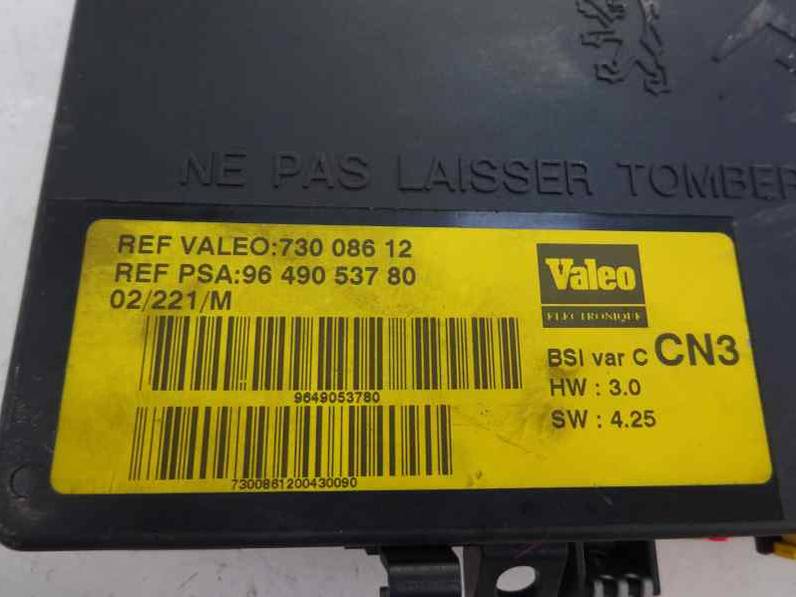 NE PAS LAISSER TOMBER
REF VALEO:730 086 12
REF PSA:96 490 537 80
02/221/M
9649053780
7300861200430090
Valeo
ELECTRONIQUE
BSI var C CN3
HW : 3.0
SW : 4.25